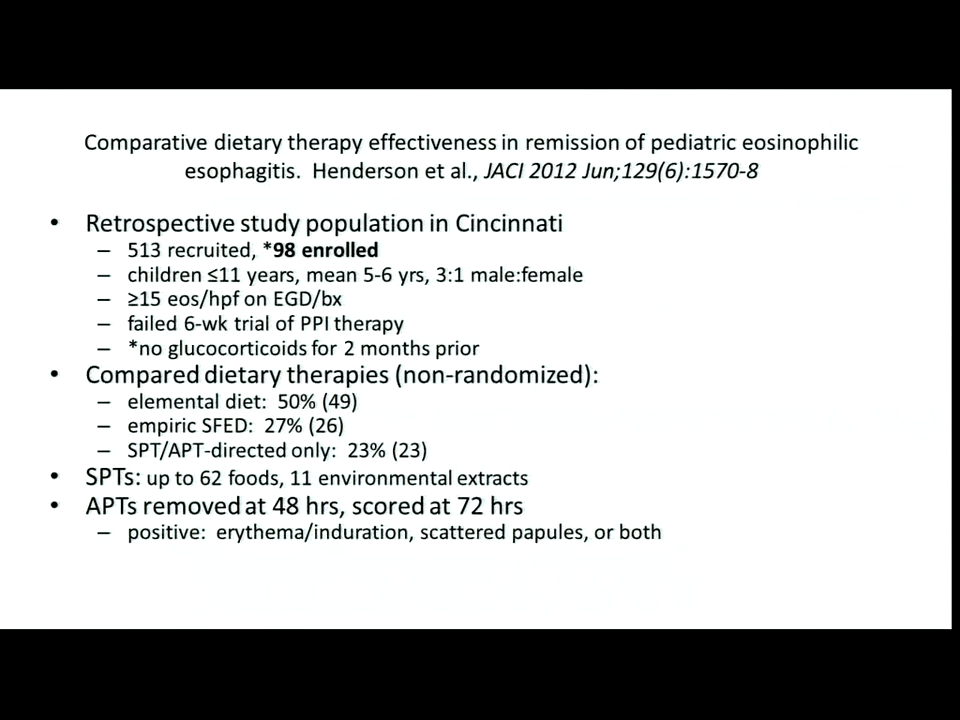 Comparative dietary therapy effectiveness in remission of pediatric eosinophilic
esophagitis. Henderson et al., JACI 2012 Jun;129(6):1570-8
• Retrospective study population in Cincinnati
– 513 recruited, *98 enrolled
– children ≤11 years, mean 5-6 yrs, 3:1 male:female
– ≥15 eos/hpf on EGD/bx
– failed 6-wk trial of PPI therapy
– *no glucocorticoids for 2 months prior
• Compared dietary therapies (non-randomized):
– elemental diet: 50% (49)
– empiric SFED: 27% (26)
– SPT/APT-directed only: 23% (23)
• SPTs: up to 62 foods, 11 environmental extracts
• APTs removed at 48 hrs, scored at 72 hrs
– positive: erythema/induration, scattered papules, or both